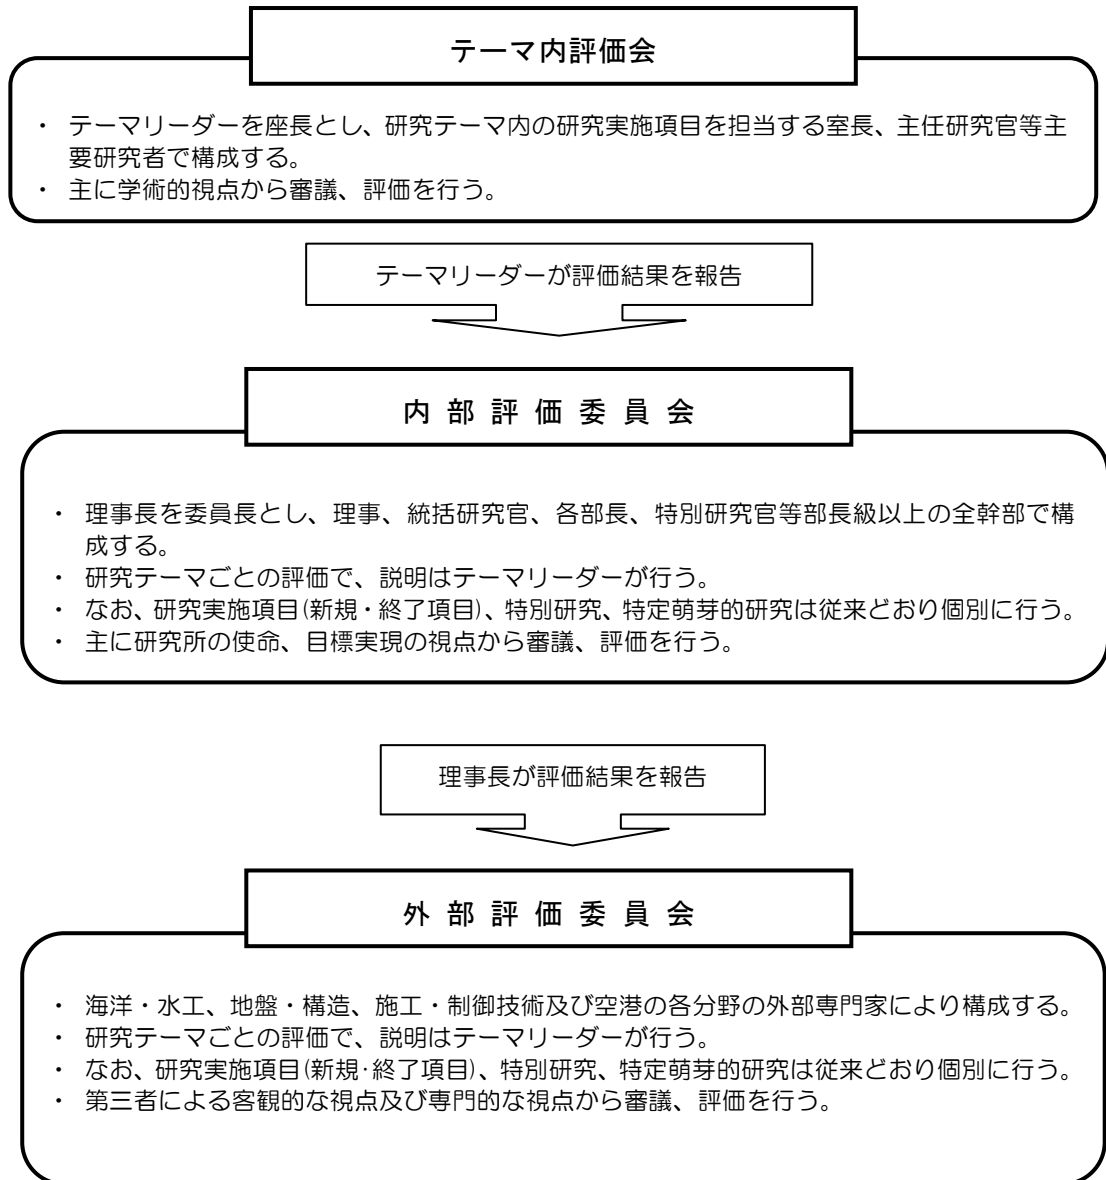 テーマ内評価会
・ テーマリーダーを座長とし、研究テーマ内の研究実施項目を担当する室長、主任研究官等主
要研究者で構成する。
・ 主に学術的視点から審議、評価を行う。
テーマリーダーが評価結果を報告
内 部 評 価 委 員 会
・ 理事長を委員長とし、理事、統括研究官、各部長、特別研究官等部長級以上の全幹部で構
成する。
・ 研究テーマごとの評価で、説明はテーマリーダーが行う。
・ なお、研究実施項目(新規・終了項目)、特別研究、特定萌芽的研究は従来どおり個別に行う。
・ 主に研究所の使命、目標実現の視点から審議、評価を行う。
理事長が評価結果を報告
外 部 評 価 委 員 会
・ 海洋・水工、地盤・構造、施工・制御技術及び空港の各分野の外部専門家により構成する。
・ 研究テーマごとの評価で、説明はテーマリーダーが行う。
・ なお、研究実施項目(新規・終了項目)、特別研究、特定萌芽的研究は従来どおり個別に行う。
・ 第三者による客観的な視点及び専門的な視点から審議、評価を行う。